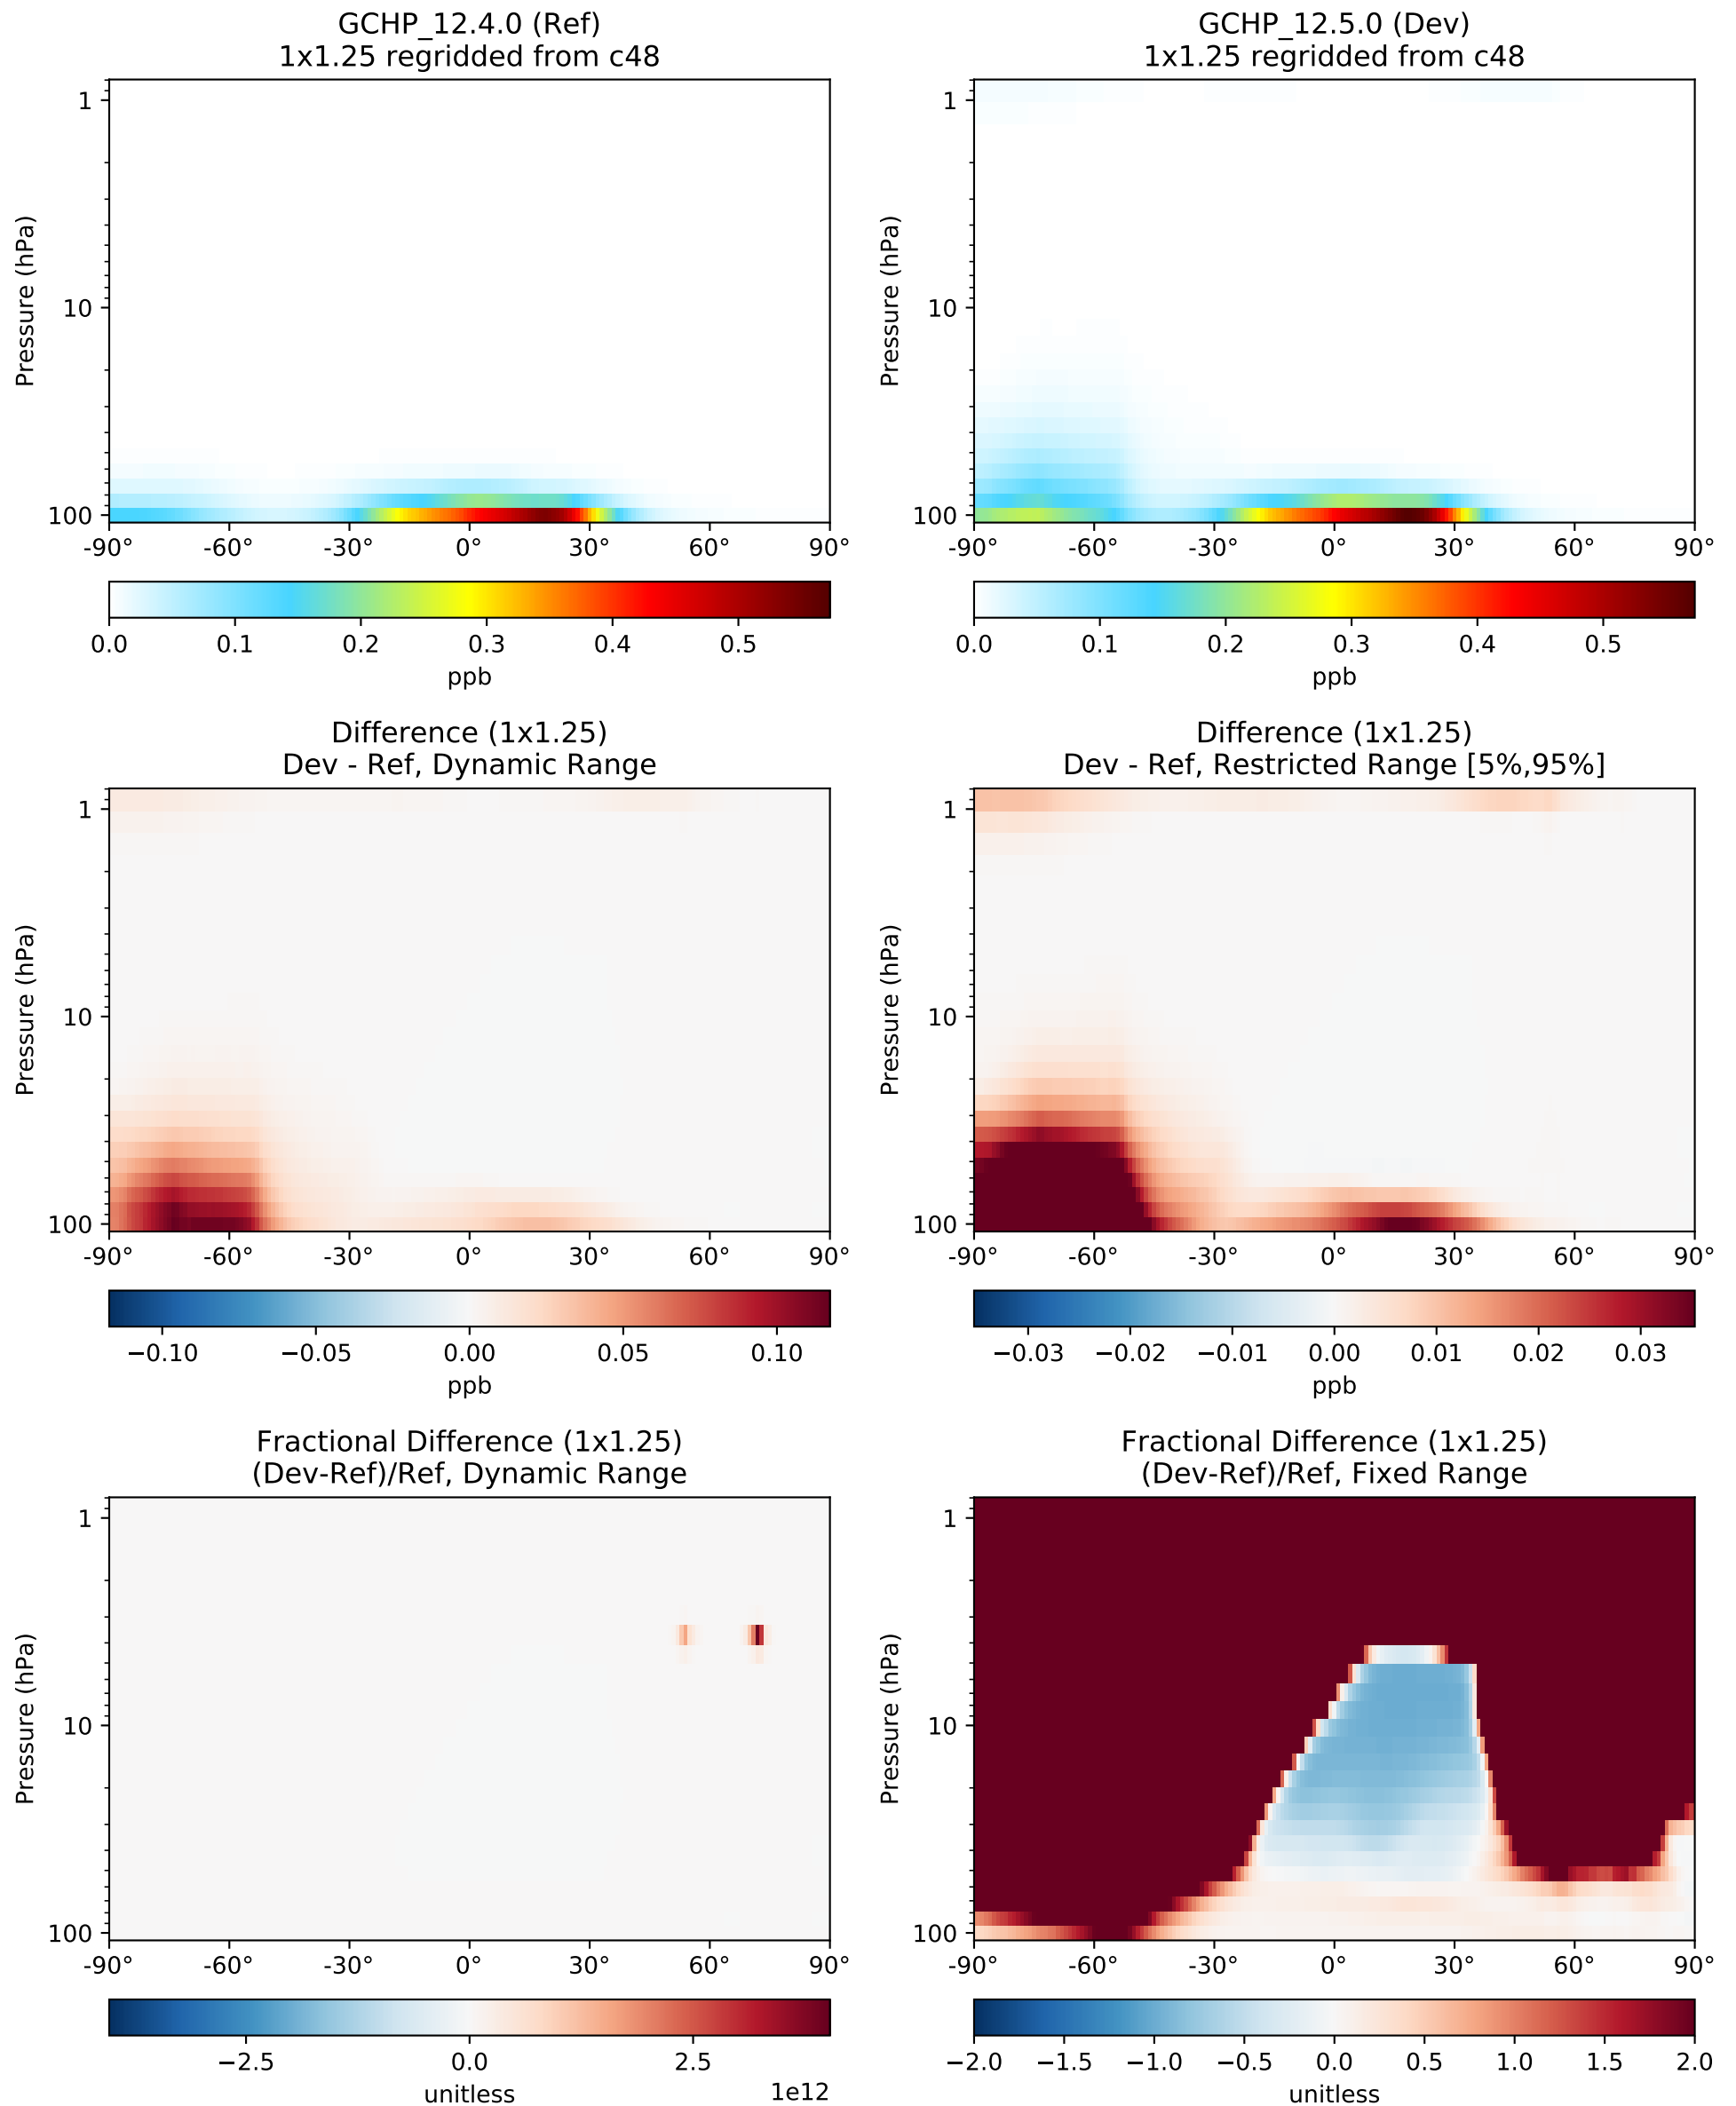 GCHP_12.4.0 (Ref)
1x1.25 regridded from c48
Pressure (hPa)
1
10
100
-90° -60° -30° 0° 30° 60° 90°
0.0 0.1 0.2 0.3 0.4 0.5
ppb
GCHP_12.5.0 (Dev)
1x1.25 regridded from c48
Pressure (hPa)
1
10
100
-90° -60° -30° 0° 30° 60° 90°
0.0 0.1 0.2 0.3 0.4 0.5
ppb
Difference (1x1.25)
Dev - Ref, Dynamic Range
Pressure (hPa)
1
10
100
-90° -60° -30° 0° 30° 60° 90°
−0.10 −0.05 0.00 0.05 0.10
ppb
Difference (1x1.25)
Dev - Ref, Restricted Range [5%,95%]
Pressure (hPa)
1
10
100
-90° -60° -30° 0° 30° 60° 90°
−0.03 −0.02 −0.01 0.00 0.01 0.02 0.03
ppb
Fractional Difference (1x1.25)
(Dev-Ref)/Ref, Dynamic Range
Pressure (hPa)
1
10
100
-90° -60° -30° 0° 30° 60° 90°
−2.5 0.0 2.5
unitless 1e12
Fractional Difference (1x1.25)
(Dev-Ref)/Ref, Fixed Range
Pressure (hPa)
1
10
100
-90° -60° -30° 0° 30° 60° 90°
−2.0 −1.5 −1.0 −0.5 0.0 0.5 1.0 1.5 2.0
unitless